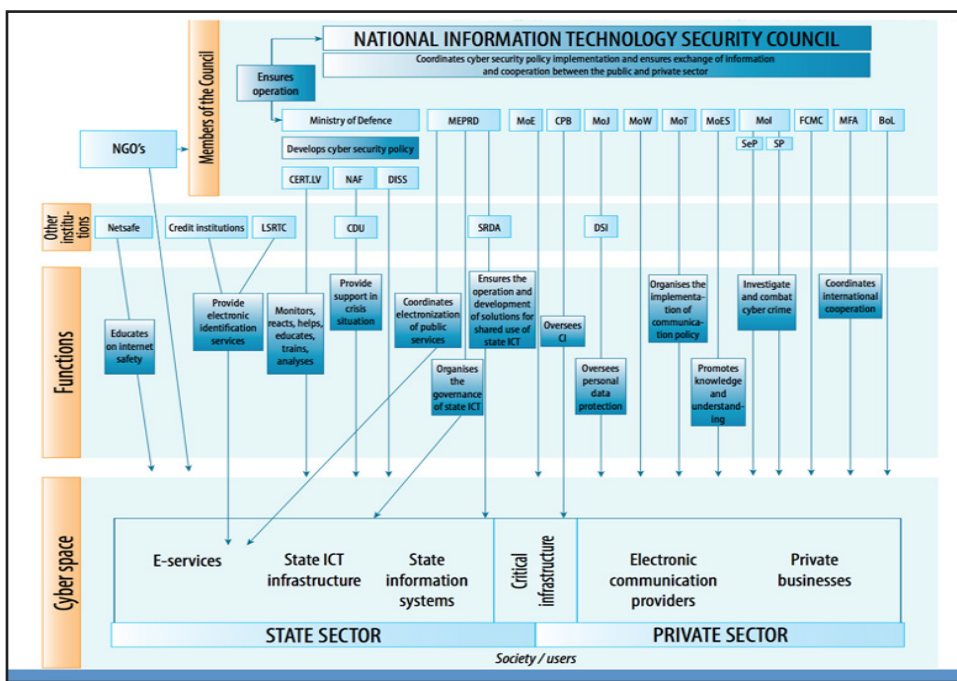 NATIONAL INFORMATION TECHNOLOGY SECURITY COUNCIL
Coordinates cyber security policy implementation and ensures exchange of information
and cooperation between the public and private sector
Ensures
operation
Members of the Council
NGO's
Ministry of Defence
MEPRD
MoE
CPB
MoJ
MoW
MoT
MoES
MoI
FCMC
MFA
BoL
SeP
SP
Develops cyber security policy
CERT.LV
NAF
DISS
Other
institu-
tions
Netsafe
Credit institutions
LSRTC
CDU
SRDA
DSI
Functions
Educates
on internet
safety
Provide
electronic
identification
services
Monitors,
reacts, helps,
educates,
trains,
analyses
Provide
support in
crisis
situation
Coordinates
electronization
of public
services
Organises the
governance
of state ICT
Ensures the
operation and
development
of solutions for
shared use of
state ICT
Oversees
CI
Oversees
personal
data
protection
Organises the
implementa-
tion of
communica-
tion policy
Promotes
knowledge
and
understand-
ing
Investigate
and combat
cyber crime
Coordinates
international
cooperation
Cyber space
E-services
State ICT
infrastructure
State
information
systems
Critical
infrastructure
Electronic
communication
providers
Private
businesses
STATE SECTOR
PRIVATE SECTOR
Society / users